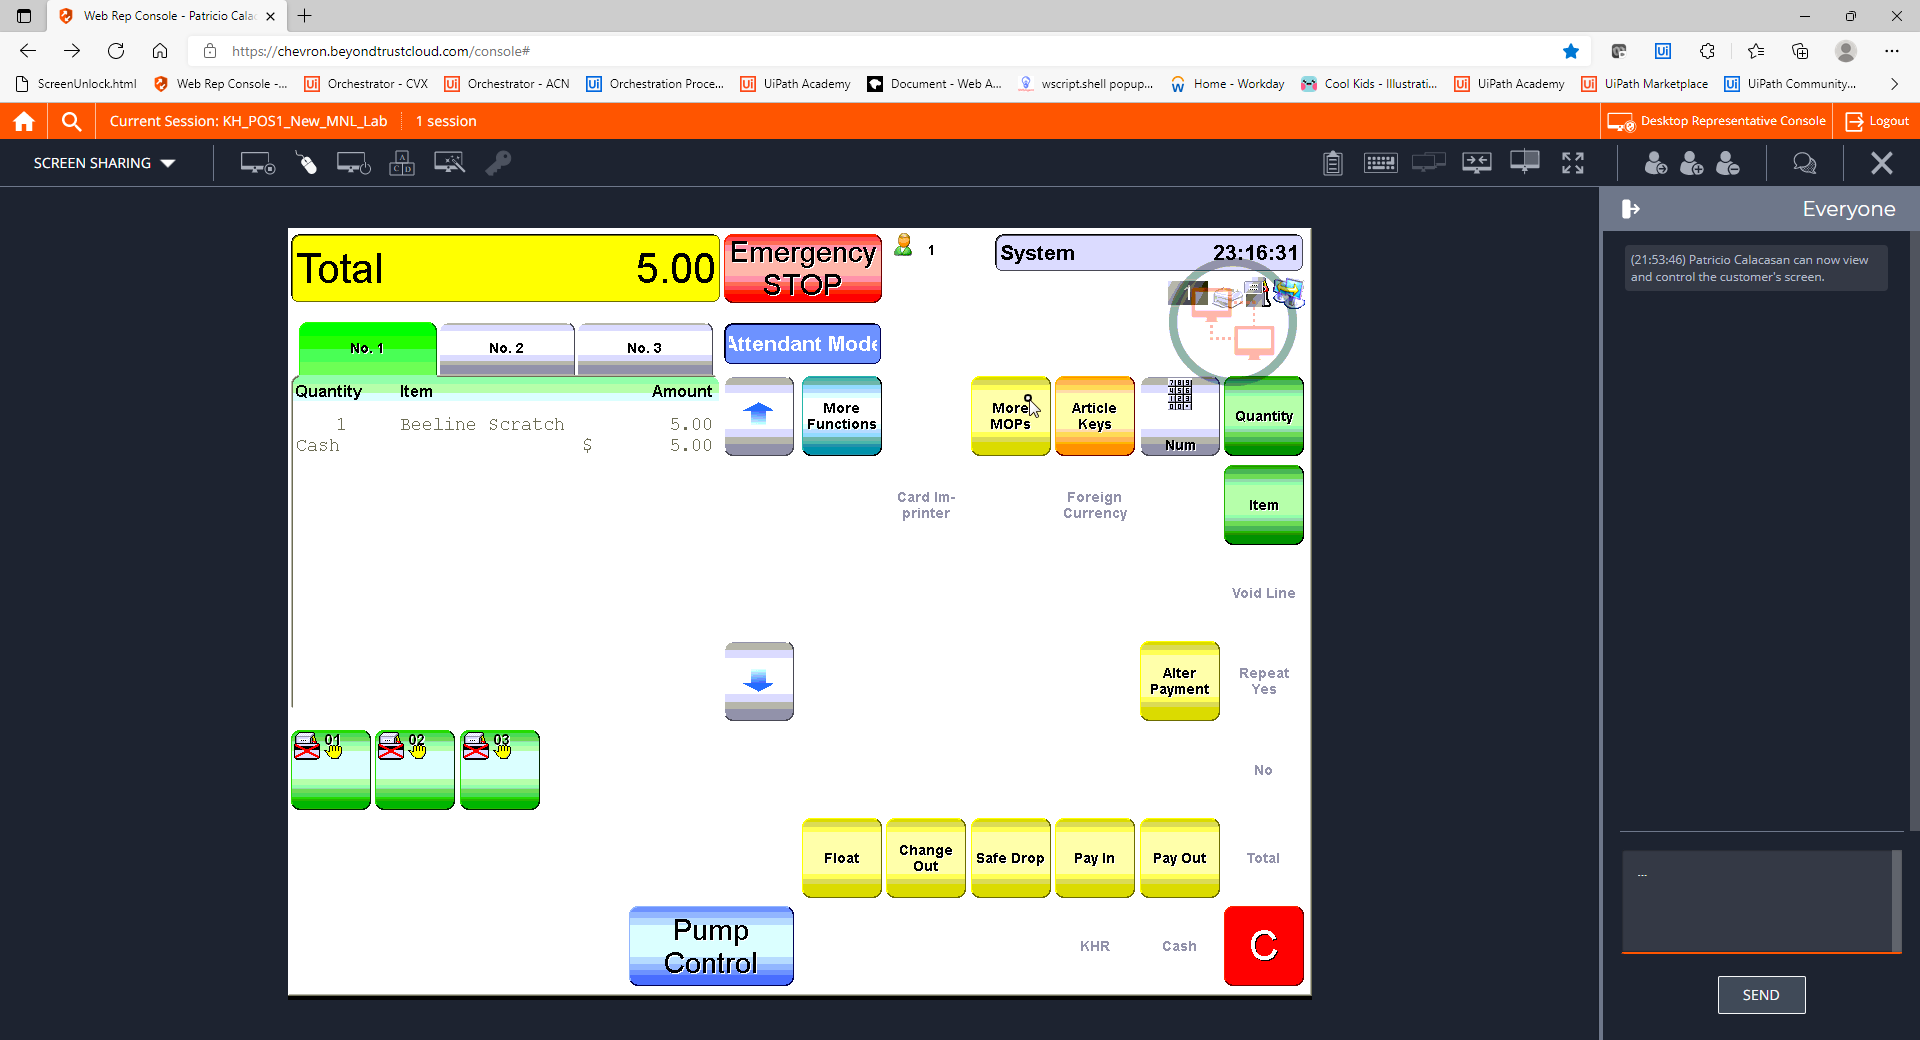 Web Rep Console - Patricio Cala
https://chevron.beyondtrustcloud.com/console#
ScreenUnlock.html
Web Rep Console -...
Orchestrator - CVX
Orchestrator - ACN
Orchestration Proce...
UiPath Academy
Document - Web A...
wscript.shell popup...
Home - Workday
Cool Kids - Illustrati...
UiPath Academy
UiPath Marketplace
UiPath Community...
Current Session: KH_POS1_New_MNL_Lab
1 session
Desktop Representative Console
Logout
SCREEN SHARING
Everyone
(21:53:46) Patricio Calacasan can now view
and control the customer's screen.
Total 5.00
Emergency
STOP
1
System 23:16:31
1
No. 1
No. 2
No. 3
Attendant Mode
Quantity Item Amount
1 Beeline Scratch 5.00
Cash $ 5.00
More
Functions
More
MOPs
Article
Keys
Num
Quantity
Card Im-
printer
Foreign
Currency
Item
Void Line
Alter
Payment
Repeat
Yes
01
02
03
No
Float
Change
Out
Safe Drop
Pay In
Pay Out
Total
Pump
Control
KHR
Cash
C
...
SEND